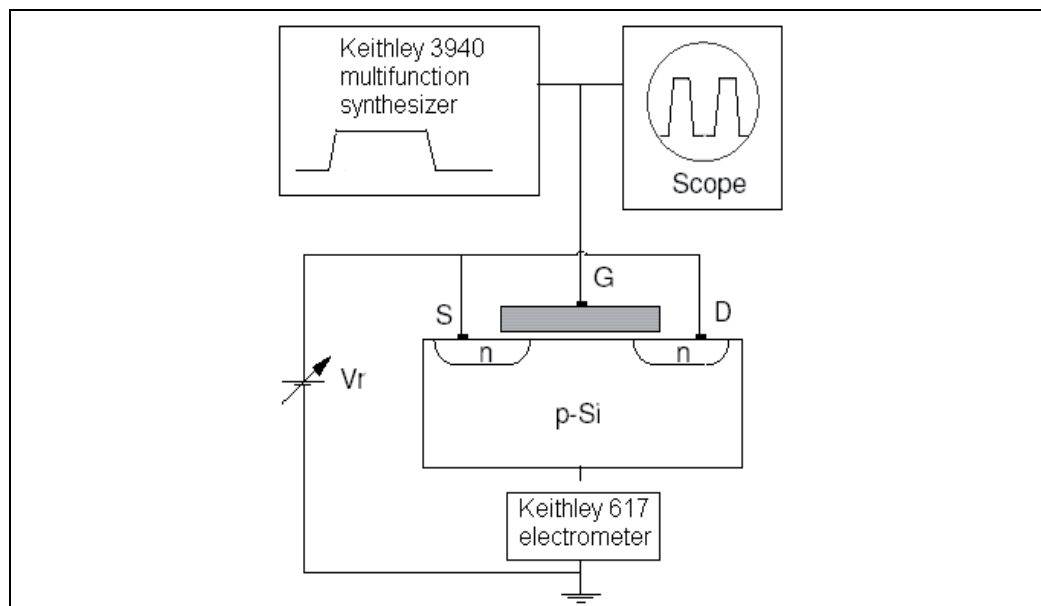 Keithley 3940
multifunction
synthesizer
Scope
G
S
D
n
n
Vr
p-Si
Keithley 617
electrometer